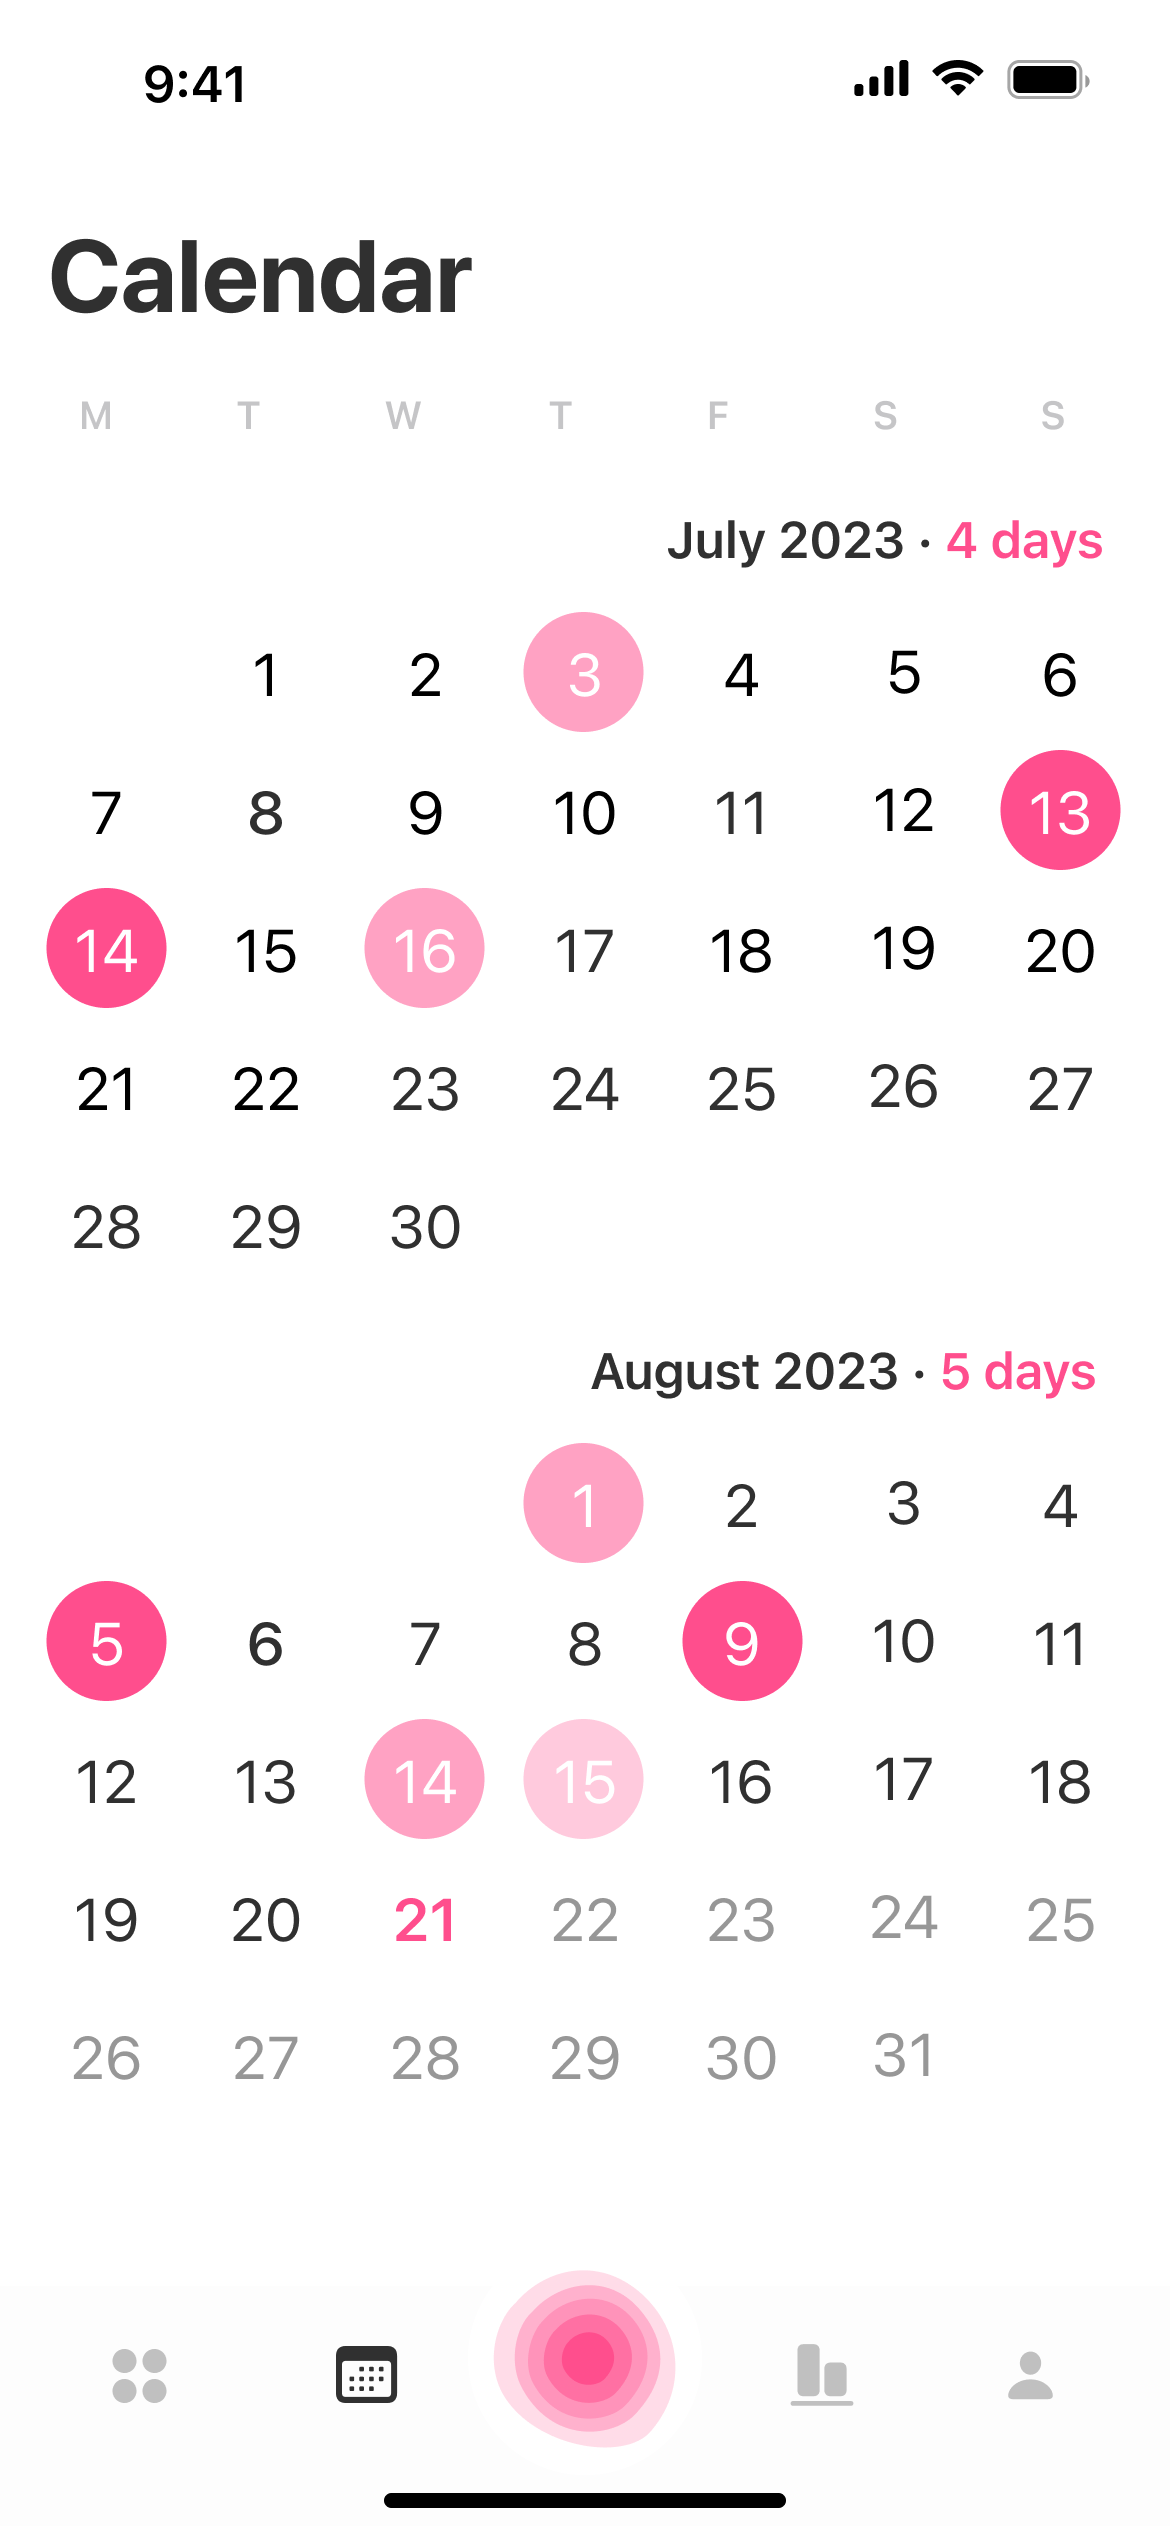 9:41
Calendar
M T W T F S S
July 2023 · 4 days
1 2 3 4 5 6
7 8 9 10 11 12 13
14 15 16 17 18 19 20
21 22 23 24 25 26 27
28 29 30
August 2023 · 5 days
1 2 3 4
5 6 7 8 9 10 11
12 13 14 15 16 17 18
19 20 21 22 23 24 25
26 27 28 29 30 31